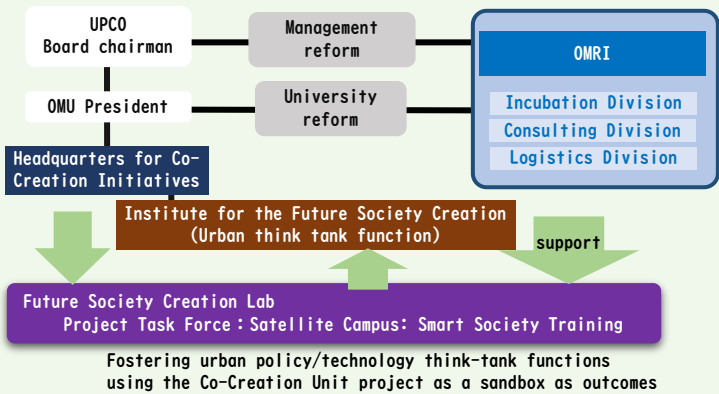 UPCO
Board chairman
Management
reform
OMRI
OMU President
University
reform
Incubation Division
Consulting Division
Logistics Division
Headquarters for Co-
Creation Initiatives
Institute for the Future Society Creation
(Urban think tank function)
support
Future Society Creation Lab
Project Task Force：Satellite Campus: Smart Society Training
Fostering urban policy/technology think-tank functions
using the Co-Creation Unit project as a sandbox as outcomes